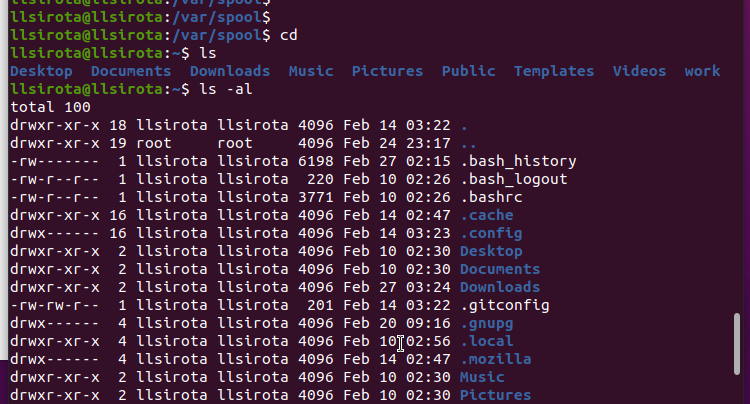 llsirota@llsirota:/var/spool$
llsirota@llsirota:/var/spool$
llsirota@llsirota:/var/spool$ cd
llsirota@llsirota:~$ ls
Desktop Documents Downloads Music Pictures Public Templates Videos work
llsirota@llsirota:~$ ls -al
total 100
drwxr-xr-x 18 llsirota llsirota 4096 Feb 14 03:22 .
drwxr-xr-x 19 root root 4096 Feb 24 23:17 ..
-rw------- 1 llsirota llsirota 6198 Feb 27 02:15 .bash_history
-rw-r--r-- 1 llsirota llsirota 220 Feb 10 02:26 .bash_logout
-rw-r--r-- 1 llsirota llsirota 3771 Feb 10 02:26 .bashrc
drwxr-xr-x 16 llsirota llsirota 4096 Feb 14 02:47 .cache
drwx------ 16 llsirota llsirota 4096 Feb 14 03:23 .config
drwxr-xr-x 2 llsirota llsirota 4096 Feb 10 02:30 Desktop
drwxr-xr-x 2 llsirota llsirota 4096 Feb 10 02:30 Documents
drwxr-xr-x 2 llsirota llsirota 4096 Feb 27 03:24 Downloads
-rw-rw-r-- 1 llsirota llsirota 201 Feb 14 03:22 .gitconfig
drwx------ 4 llsirota llsirota 4096 Feb 20 09:16 .gnupg
drwxr-xr-x 4 llsirota llsirota 4096 Feb 10 02:56 .local
drwx------ 4 llsirota llsirota 4096 Feb 14 02:47 .mozilla
drwxr-xr-x 2 llsirota llsirota 4096 Feb 10 02:30 Music
drwxr-xr-x 2 llsirota llsirota 4096 Feb 10 02:30 Pictures